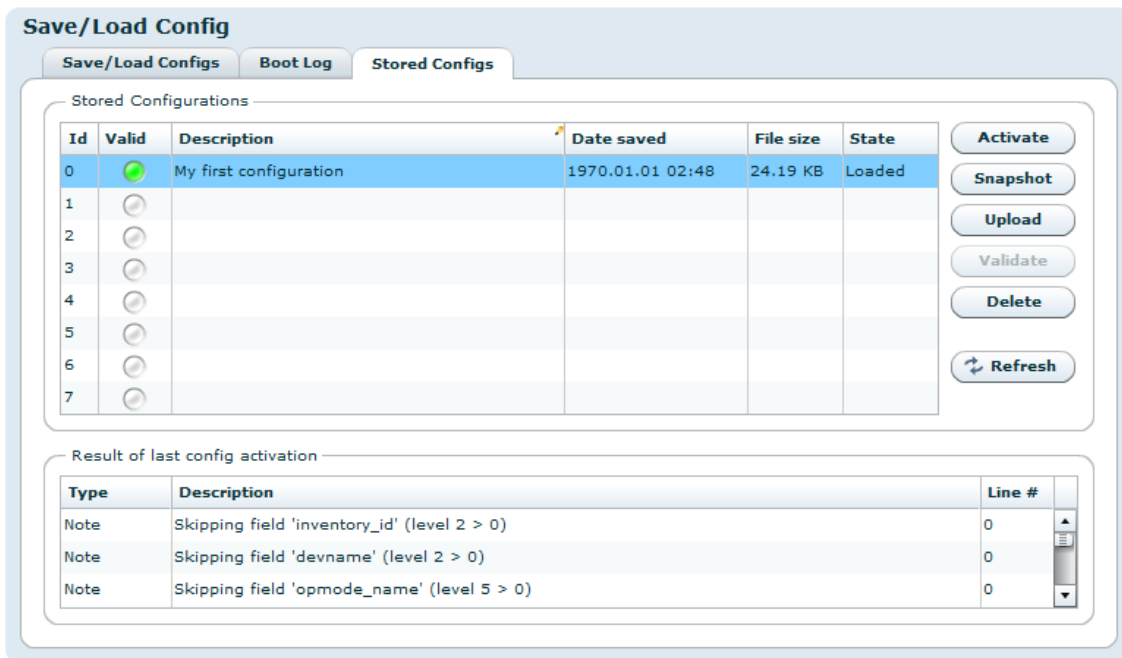 Save/Load Config
Save/Load Configs Boot Log Stored Configs
Stored Configurations
Id Valid Description Date saved File size State
0 My first configuration 1970.01.01 02:48 24.19 KB Loaded
1
2
3
4
5
6
7
Activate
Snapshot
Upload
Validate
Delete
Refresh
Result of last config activation
Type Description Line #
Note Skipping field 'inventory_id' (level 2 > 0) 0
Note Skipping field 'devname' (level 2 > 0) 0
Note Skipping field 'opmode_name' (level 5 > 0) 0